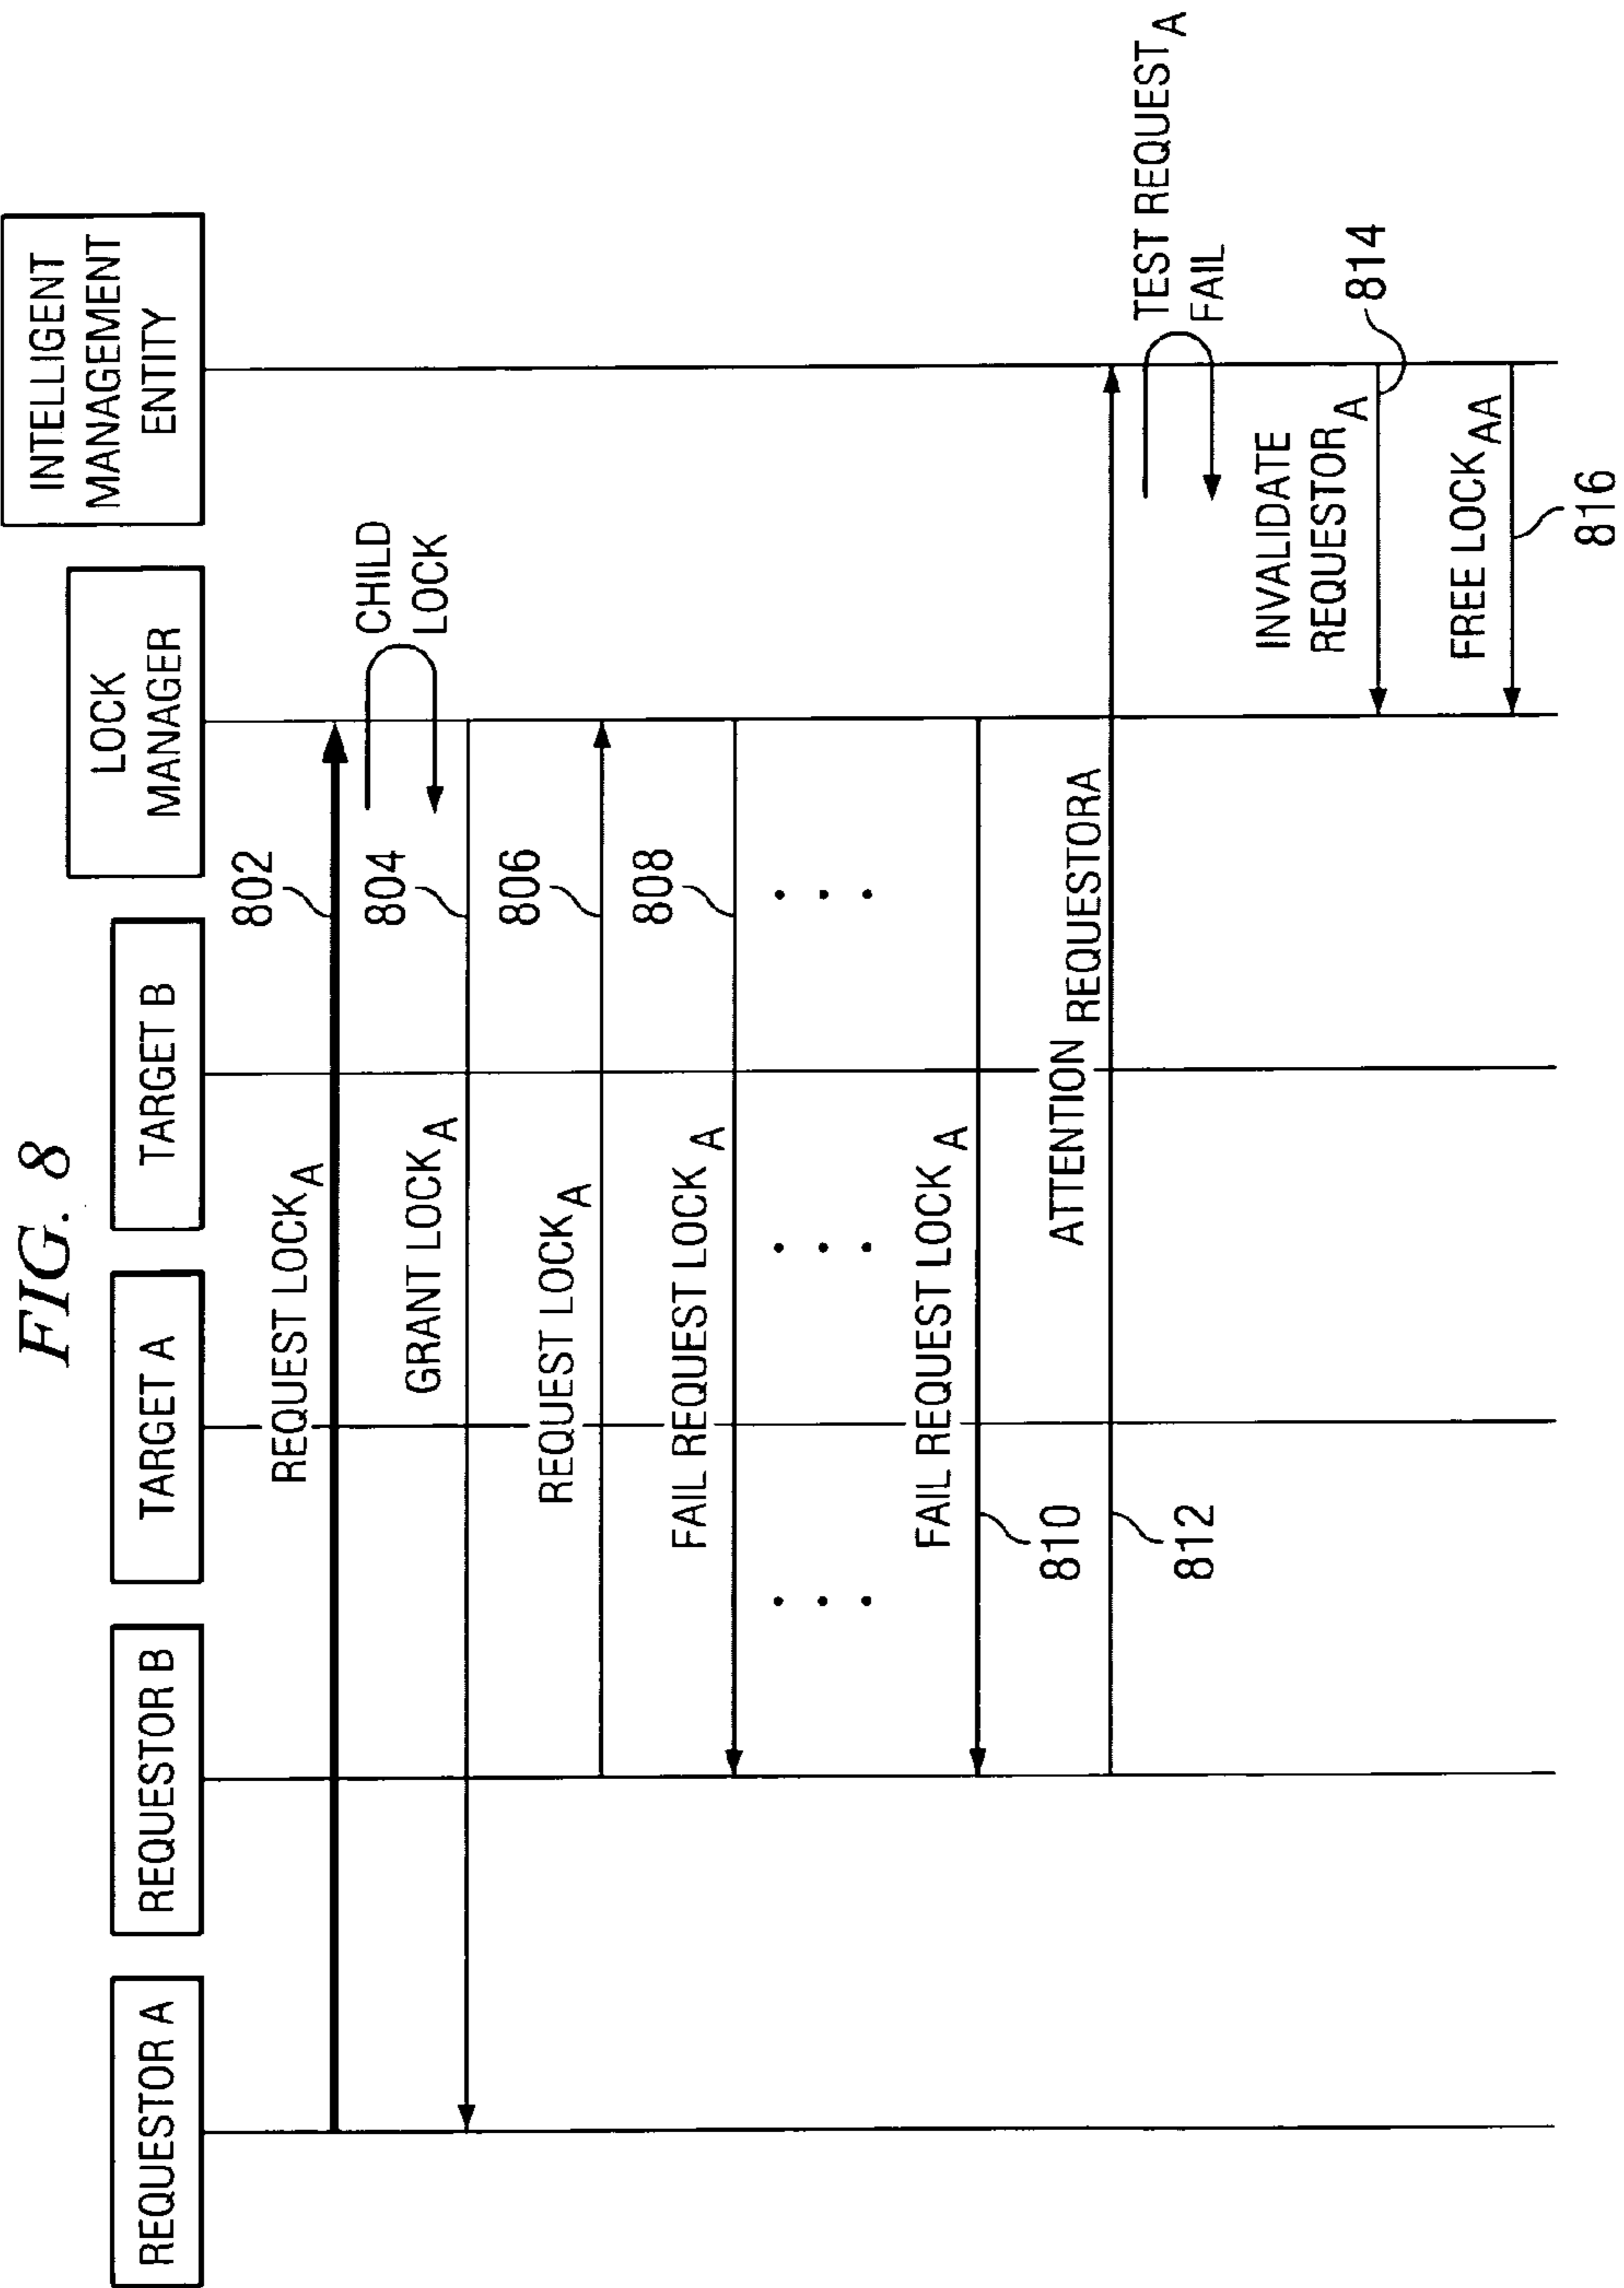 FIG. 8
REQUESTOR A
REQUESTOR B
TARGET A
TARGET B
LOCK
MANAGER
INTELLIGENT
MANAGEMENT
ENTITY
REQUEST LOCK A
802
CHILD
LOCK
804
GRANT LOCK A
806
REQUEST LOCK A
808
FAIL REQUEST LOCK A
. . .
. . .
. . .
FAIL REQUEST LOCK A
810
ATTENTION REQUESTORA
812
TEST REQUEST A
FAIL
INVALIDATE
REQUESTOR A
814
FREE LOCK AA
816